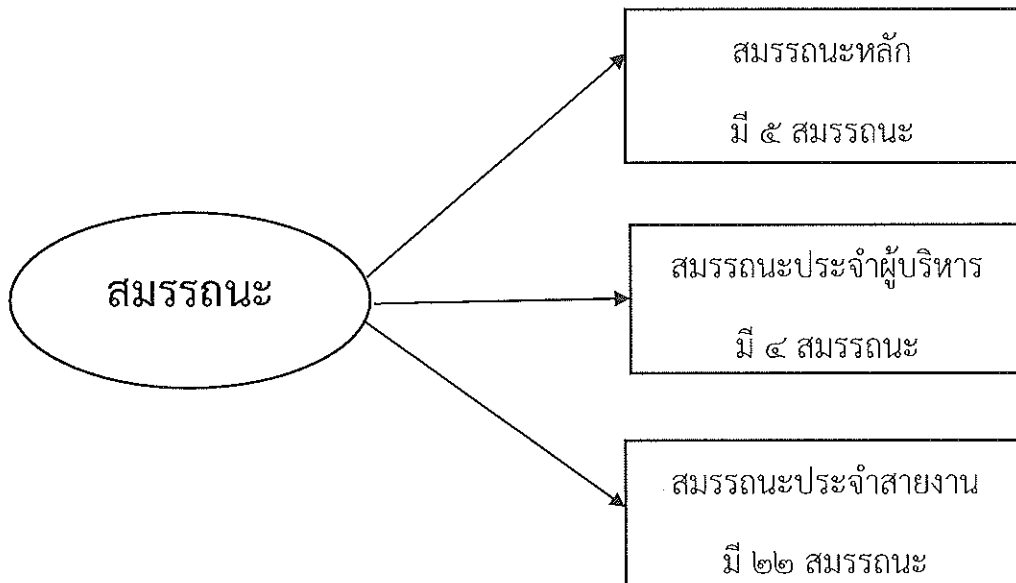 สมรรถนะ
สมรรถนะหลัก
มี ๕ สมรรถนะ
สมรรถนะประจำผู้บริหาร
มี ๔ สมรรถนะ
สมรรถนะประจำสายงาน
มี ๒๒ สมรรถนะ